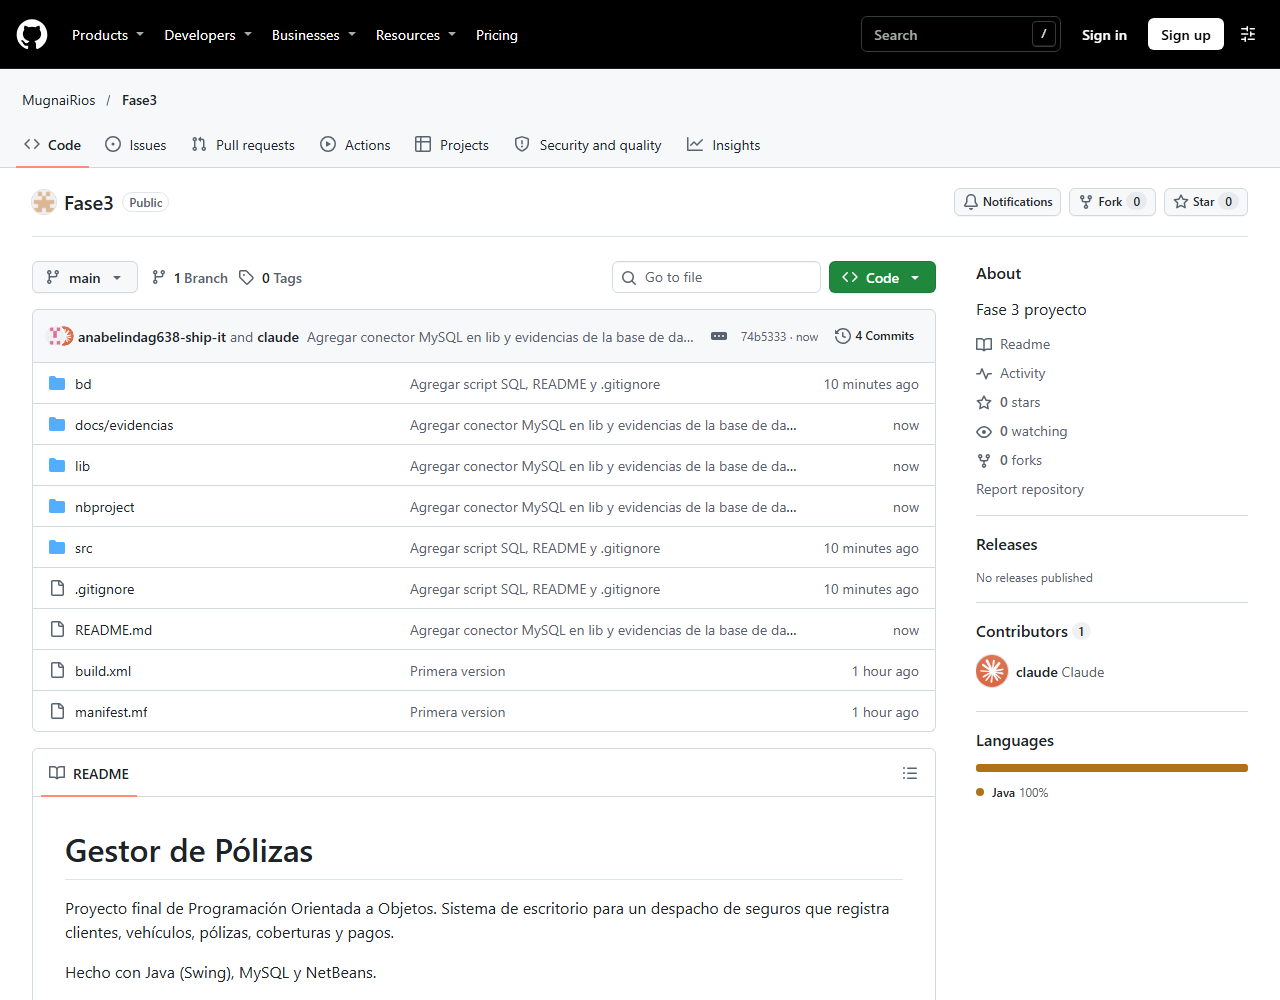 Products Developers Businesses Resources Pricing Search / Sign in Sign up
MugnaiRios / Fase3
Code Issues Pull requests Actions Projects Security and quality Insights
Fase3 Public Notifications Fork 0 Star 0
main 1 Branch 0 Tags Go to file Code
anabelindag638-ship-it and claude Agregar conector MySQL en lib y evidencias de la base de da... 74b5333 · now 4 Commits
bd Agregar script SQL, README y .gitignore 10 minutes ago
docs/evidencias Agregar conector MySQL en lib y evidencias de la base de da... now
lib Agregar conector MySQL en lib y evidencias de la base de da... now
nbproject Agregar conector MySQL en lib y evidencias de la base de da... now
src Agregar script SQL, README y .gitignore 10 minutes ago
.gitignore Agregar script SQL, README y .gitignore 10 minutes ago
README.md Agregar conector MySQL en lib y evidencias de la base de da... now
build.xml Primera version 1 hour ago
manifest.mf Primera version 1 hour ago
README
Gestor de Pólizas
Proyecto final de Programación Orientada a Objetos. Sistema de escritorio para un despacho de seguros que registra
clientes, vehículos, pólizas, coberturas y pagos.
Hecho con Java (Swing), MySQL y NetBeans.
About
Fase 3 proyecto
Readme
Activity
0 stars
0 watching
0 forks
Report repository
Releases
No releases published
Contributors 1
claude Claude
Languages
Java 100%